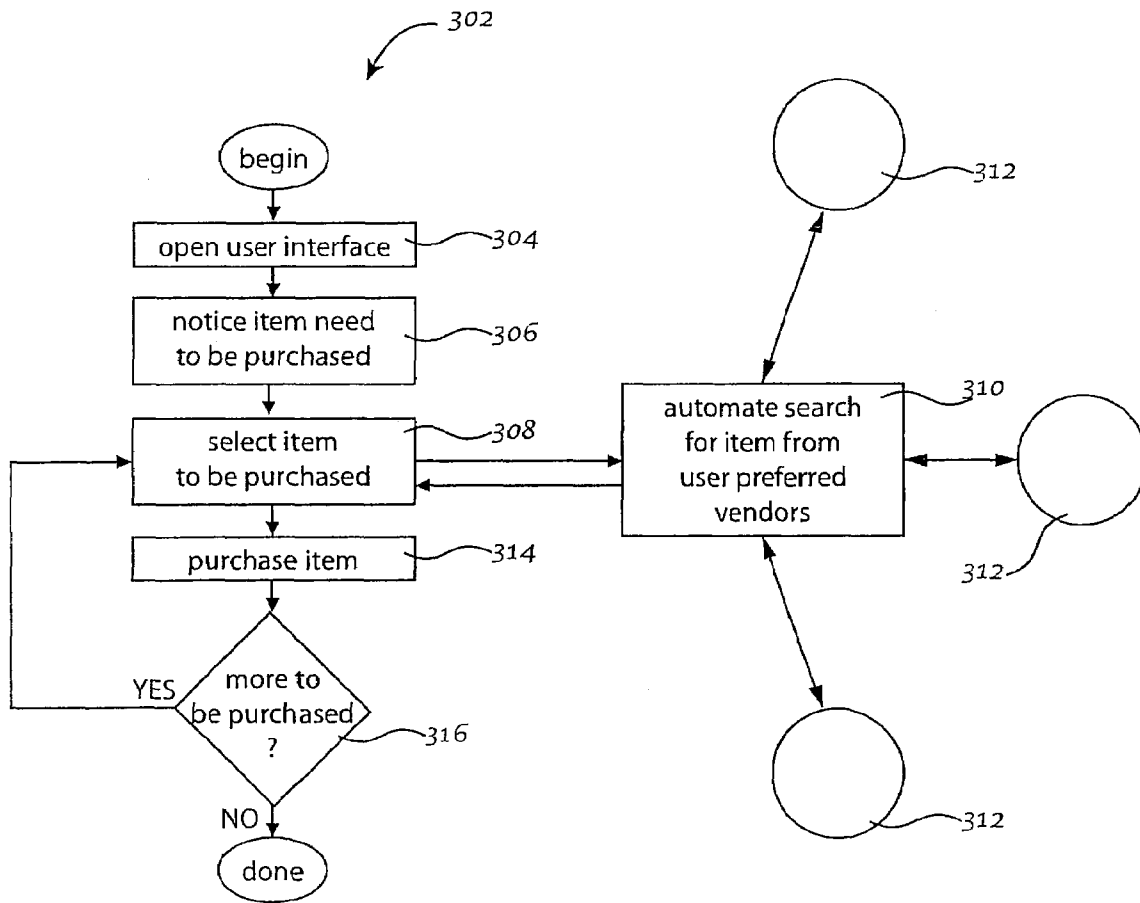 302
begin
312
open user interface
304
notice item need
to be purchased
306
select item
to be purchased
308
automate search
for item from
user preferred
vendors
310
312
purchase item
314
more to
be purchased
?
316
YES
NO
312
done